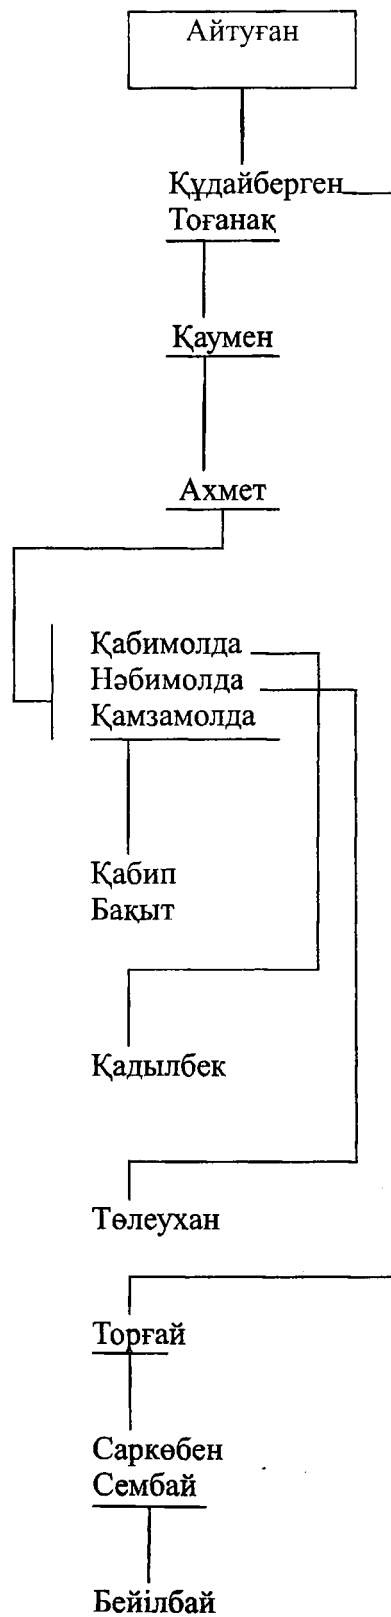 Айтуған
Құдайберген
Тоғанақ
Қаумен
Ахмет
Қабимолда
Нәбимолда
Қамзамолда
Қабип
Бақыт
Қадылбек
Төлеухан
Торғай
Саркөбен
Сембай
Бейілбай